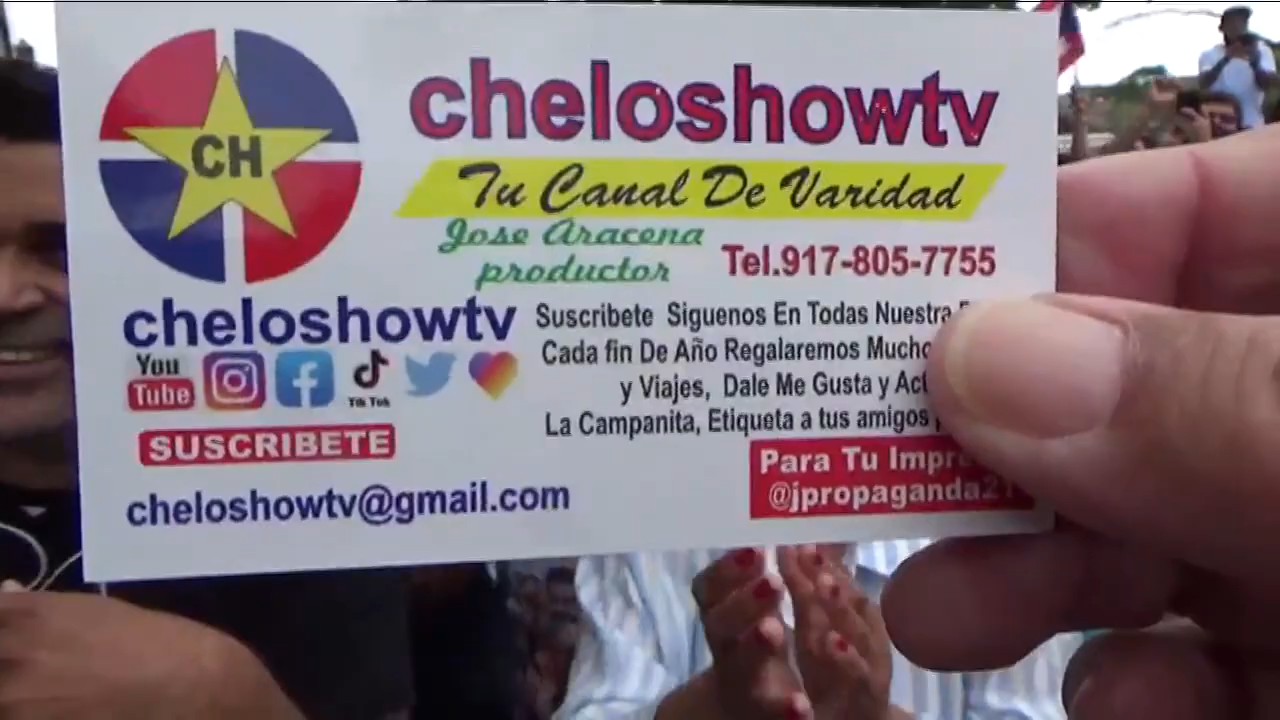 CH
cheloshowtv
Tu Canal De Varidad
Jose Aracena
productor
Tel.917-805-7755
cheloshowtv
You
Tube
Tik Tok
SUSCRIBETE
cheloshowtv@gmail.com
Suscribete Siguenos En Todas Nuestra
Cada fin De Año Regalaremos
y Viajes, Dale Me Gusta y
La Campanita, Etiqueta a tus amigos
Para Tu
@jpropaganda21